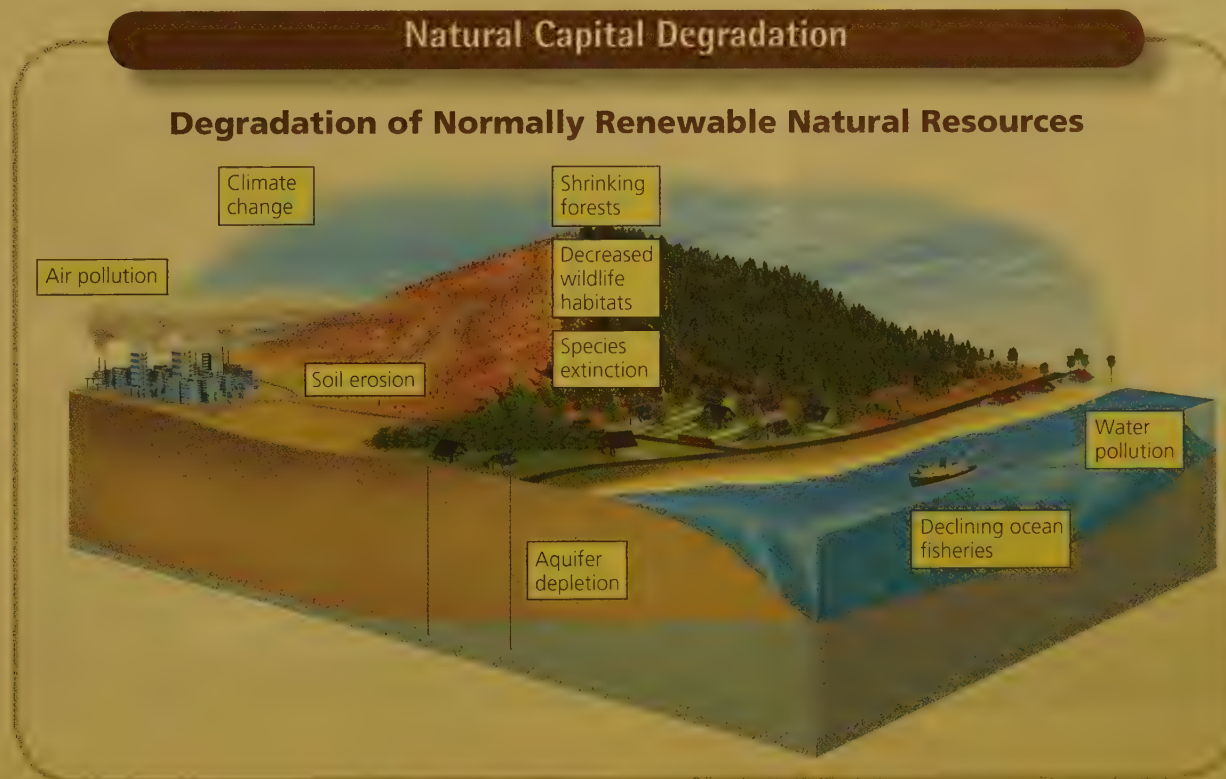 Natural Capital Degradation
Degradation of Normally Renewable Natural Resources
Climate
change
Shrinking
forests
Air pollution
Decreased
wildlife
habitats
Species
extinction
Soil erosion
Water
pollution
Declining ocean
fisheries
Aquifer
depletion